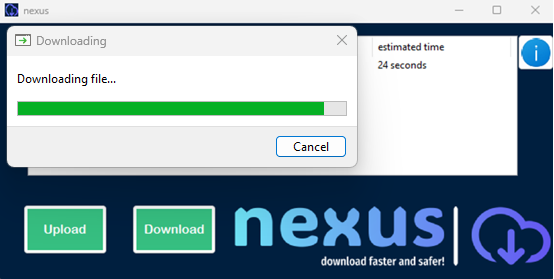 nexus
Downloading
estimated time
Downloading file...
24 seconds
Cancel
Upload
Download
nexus
download faster and safer!